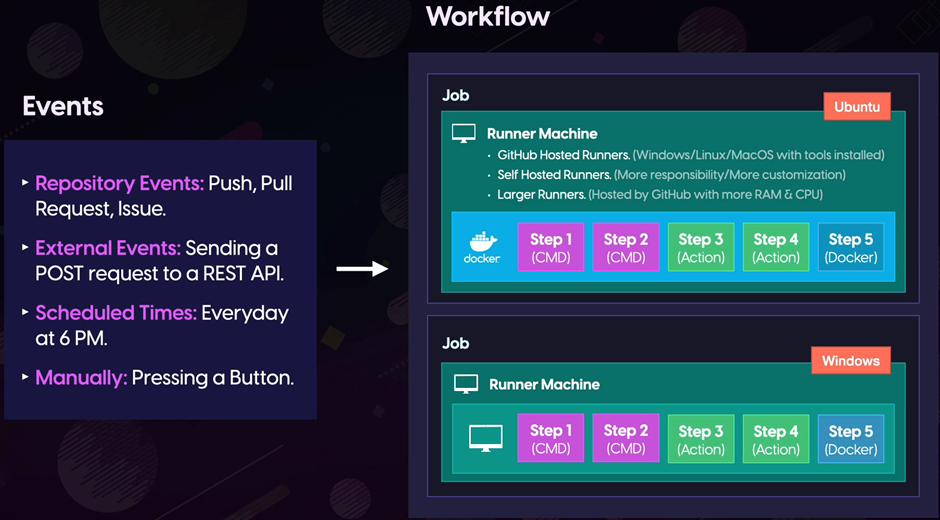 Workflow
Events
▸ Repository Events: Push, Pull
Request, Issue.
▸ External Events: Sending a
POST request to a REST API.
▸ Scheduled Times: Everyday
at 6 PM.
▸ Manually: Pressing a Button.
Job
Ubuntu
Runner Machine
• GitHub Hosted Runners. (Windows/Linux/MacOS with tools installed)
• Self Hosted Runners. (More responsibility/More customization)
• Larger Runners. (Hosted by GitHub with more RAM & CPU)
docker
Step 1
(CMD)
Step 2
(CMD)
Step 3
(Action)
Step 4
(Action)
Step 5
(Docker)
Job
Windows
Runner Machine
Step 1
(CMD)
Step 2
(CMD)
Step 3
(Action)
Step 4
(Action)
Step 5
(Docker)